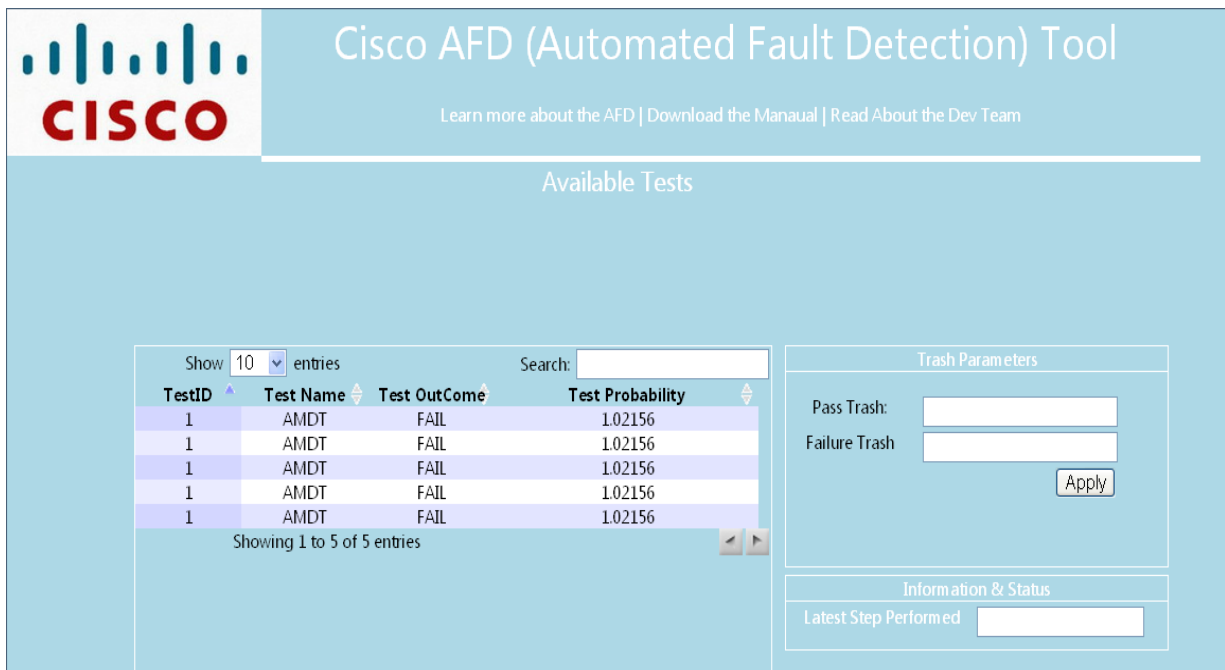 CISCO
Cisco AFD (Automated Fault Detection) Tool
Learn more about the AFD | Download the Manaual | Read About the Dev Team
Available Tests
Show 10 entries Search:
TestID Test Name Test OutCome Test Probability
1 AMDT FAIL 1.02156
1 AMDT FAIL 1.02156
1 AMDT FAIL 1.02156
1 AMDT FAIL 1.02156
1 AMDT FAIL 1.02156
Showing 1 to 5 of 5 entries
Trash Parameters
Pass Trash:
Failure Trash
Apply
Information & Status
Latest Step Performed